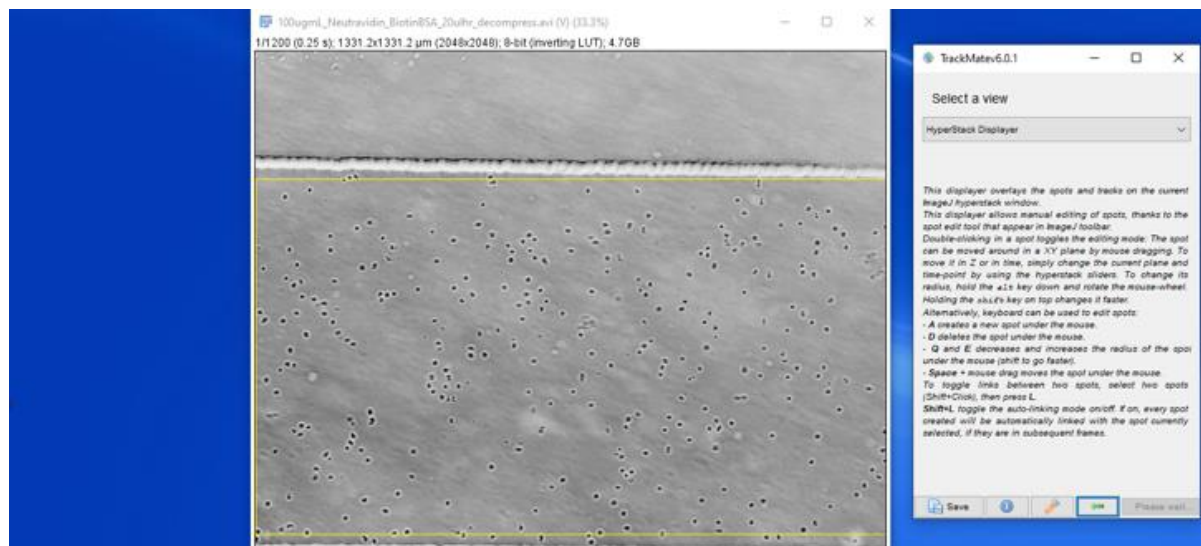 100ugmL_Neutravidin_BiotinBSA_20ulhr_decompress.avi (V) (33.3%)
1/1200 (0.25 s); 1331.2x1331.2 µm (2048x2048); 8-bit (inverting LUT); 4.7GB
TrackMatev6.0.1
Select a view
HyperStack Displayer
This displayer overlays the spots and tracks on the current
ImageJ hyperstack window.
This displayer allows manual editing of spots, thanks to the
spot edit tool that appear in ImageJ toolbar.
Double-clicking in a spot toggles the editing mode: The spot
can be moved around in a XY plane by mouse dragging. To
move it in Z or in time, simply change the current plane and
time-point by using the hyperstack sliders. To change its
radius, hold the alt key down and rotate the mouse-wheel.
Holding the shift key on top changes it faster.
Alternatively, keyboard can be used to edit spots:
- A creates a new spot under the mouse.
- D deletes the spot under the mouse.
- Q and E decreases and increases the radius of the spot
under the mouse (shift to go faster).
- Space + mouse drag moves the spot under the mouse.
To toggle links between two spots, select two spots
(Shift+Click), then press L.
Shift+L toggle the auto-linking mode on/off. If on, every spot
created will be automatically linked with the spot currently
selected, if they are in subsequent frames.
Save
Please wait...